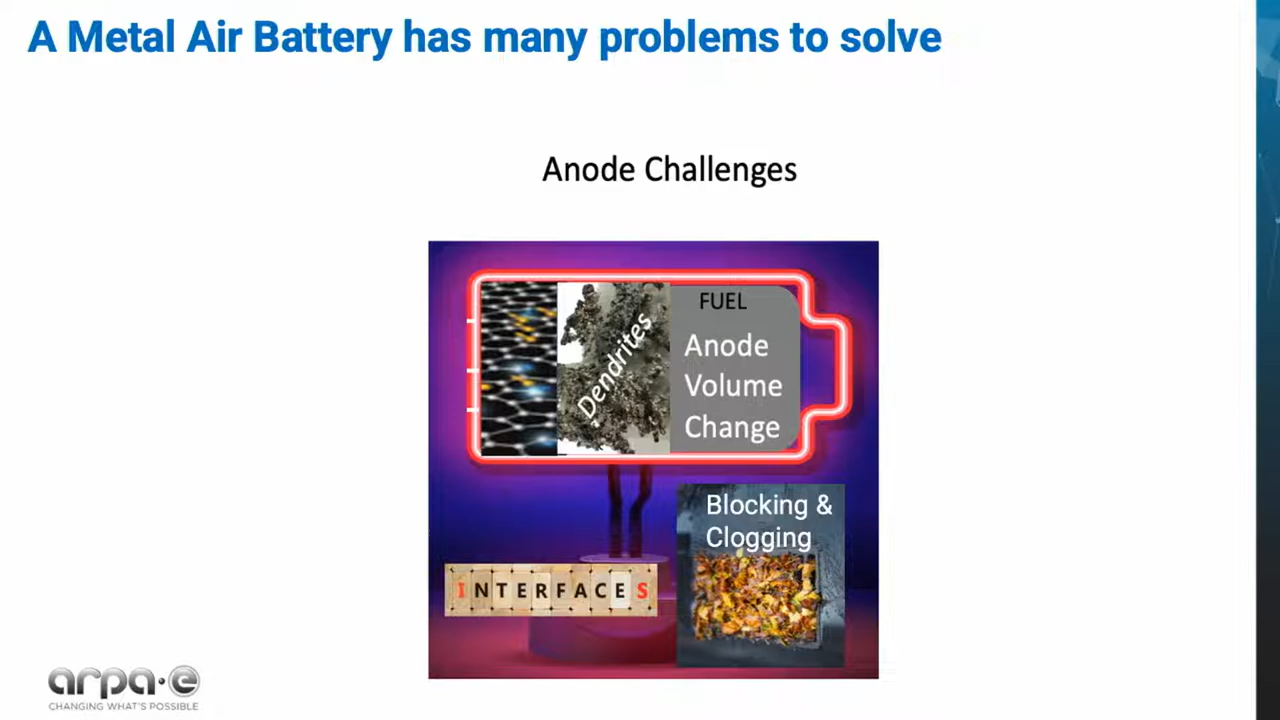 A Metal Air Battery has many problems to solve
Anode Challenges
Dendrites
FUEL
Anode
Volume
Change
Blocking &
Clogging
INTERFACES
arpa·e
CHANGING WHAT'S POSSIBLE